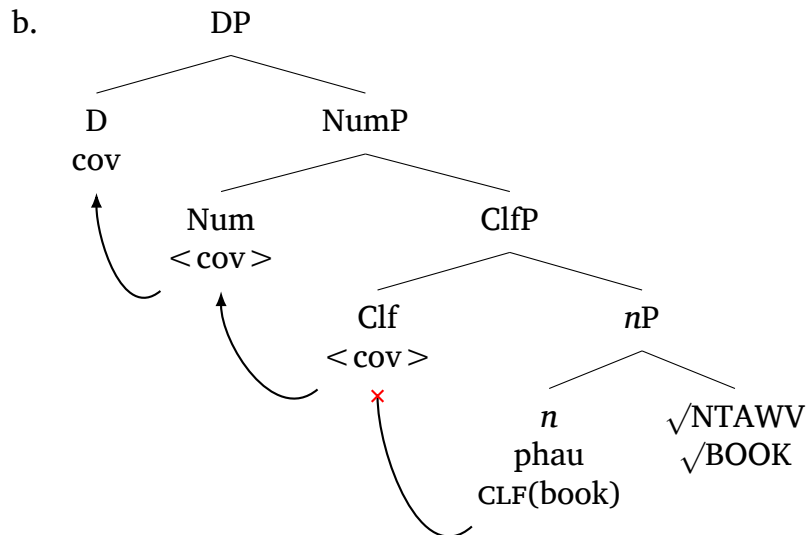 b. DP
D NumP
cov
Num ClfP
<cov>
Clf nP
<cov>
n √NTAWV
phau √BOOK
CLF(book)